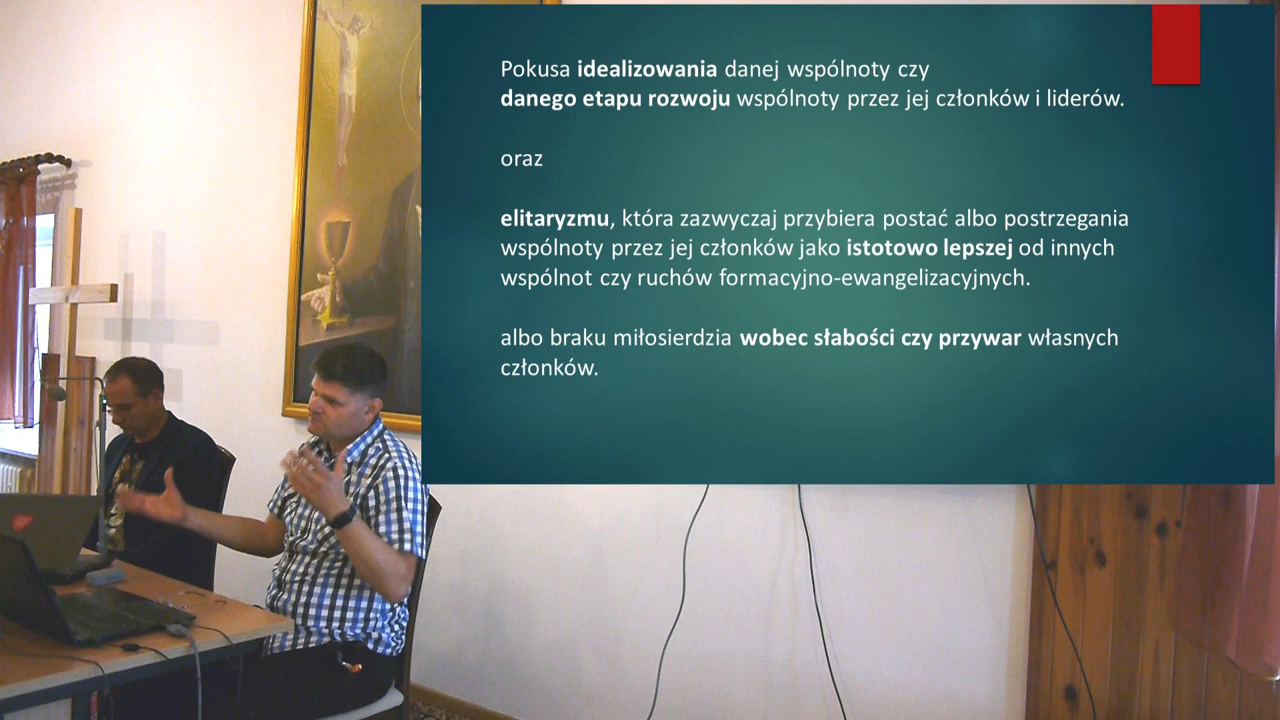 Pokusa idealizowania danej wspólnoty czy
danego etapu rozwoju wspólnoty przez jej członków i liderów.
oraz
elitaryzmu, która zazwyczaj przybiera postać albo postrzegania
wspólnoty przez jej członków jako istotowo lepszej od innych
wspólnot czy ruchów formacyjno-ewangelizacyjnych.
albo braku miłosierdzia wobec słabości czy przywar własnych
członków.